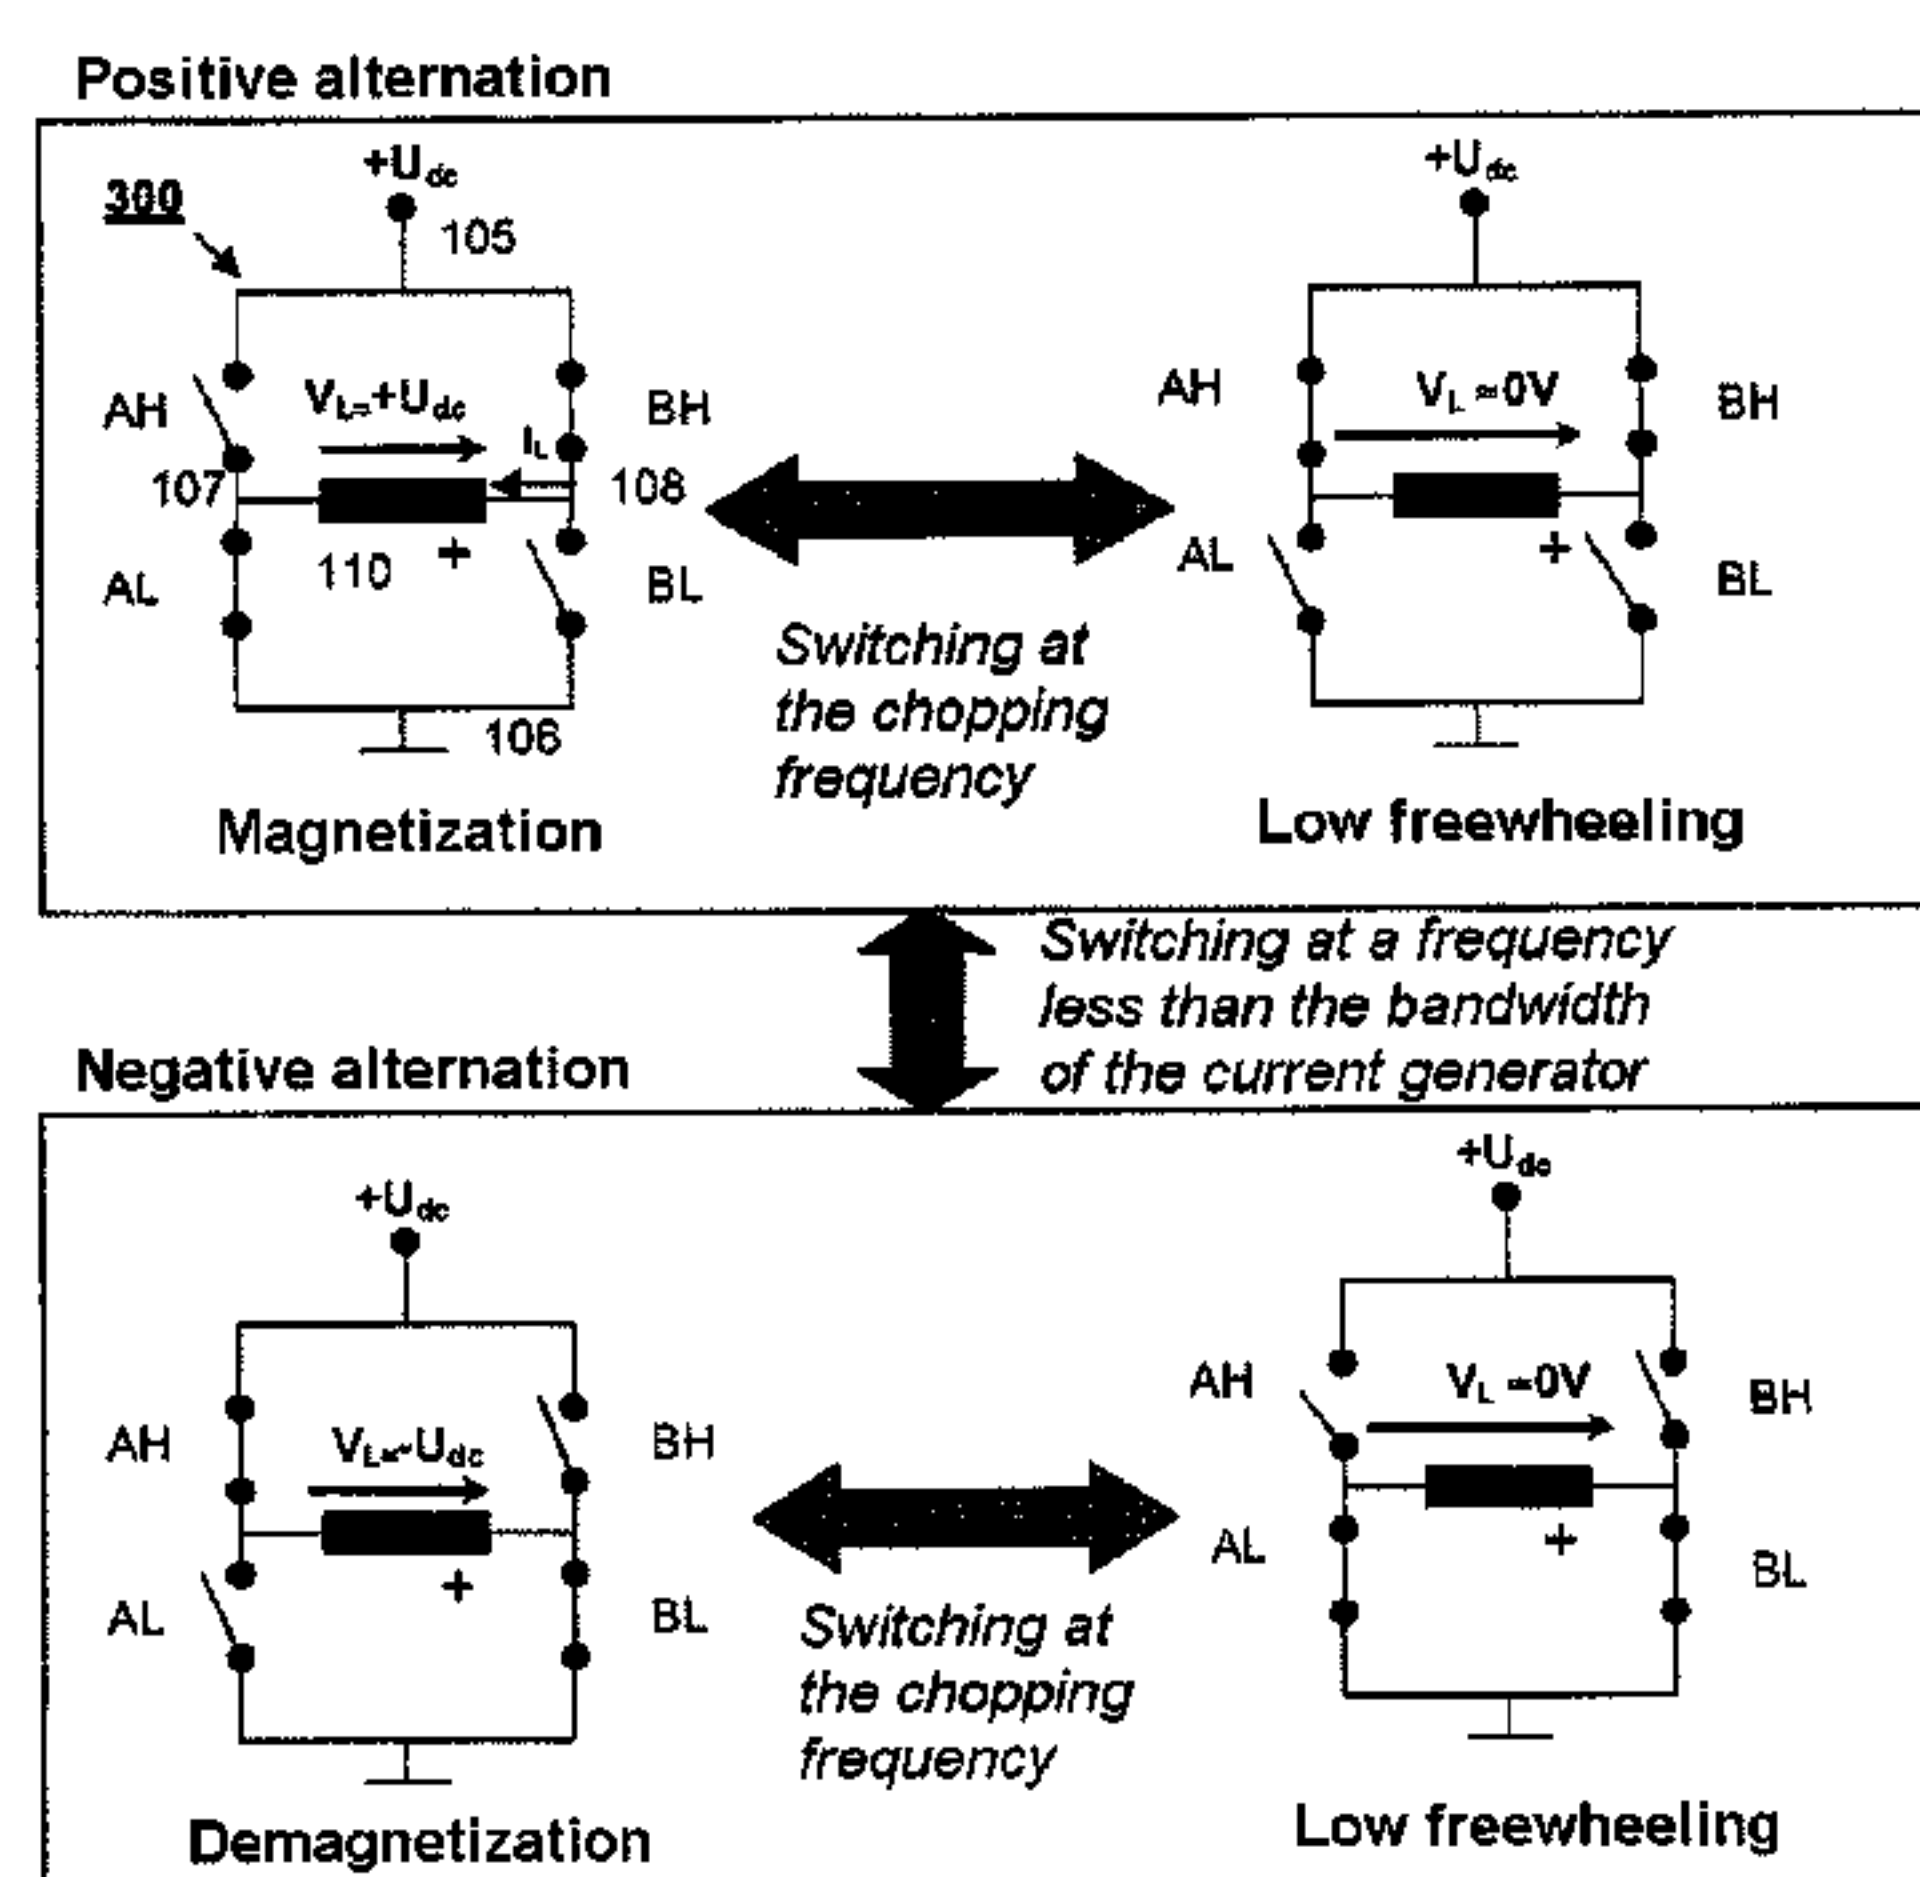 Positive alternation
+Udc
300
105
AH
VL=+Udc
IL
BH
107
108
AL
110
+
BL
106
Magnetization
Switching at
the chopping
frequency
+Udc
AH
VL=0V
BH
AL
+
BL
Low freewheeling
Switching at a frequency
less than the bandwidth
of the current generator
Negative alternation
+Udc
AH
VL=-Udc
BH
AL
+
BL
Demagnetization
Switching at
the chopping
frequency
+Udc
AH
VL=0V
BH
AL
+
BL
Low freewheeling